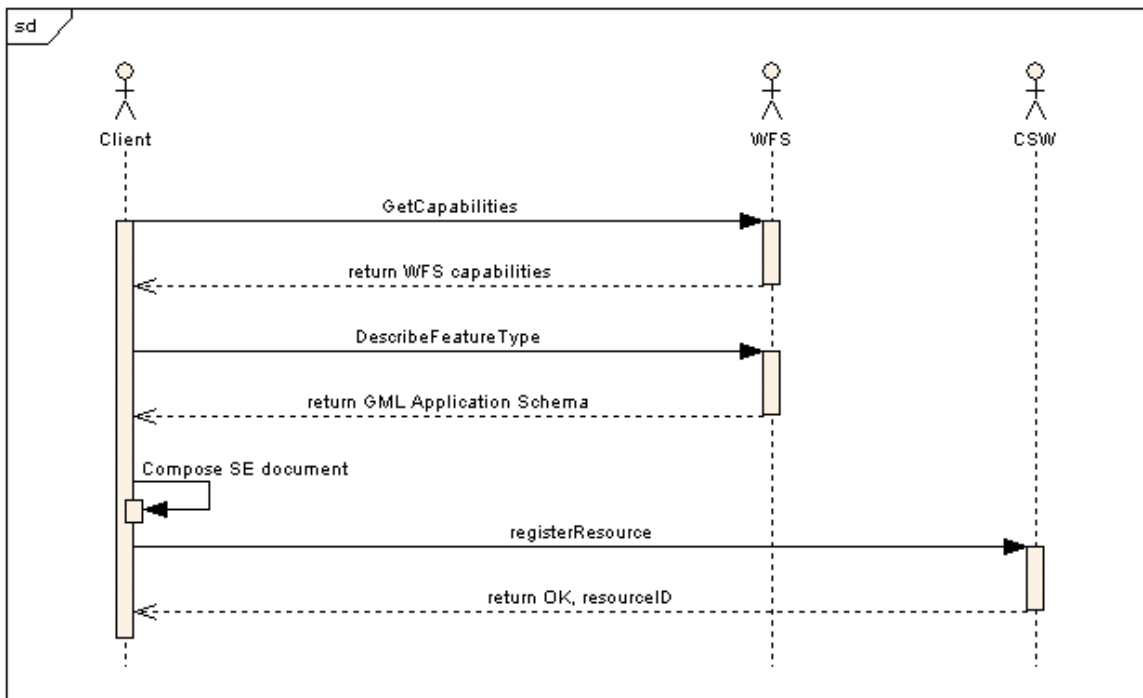 sd
Client
WFS
CSW
GetCapabilities
return WFS capabilities
DescribeFeatureType
return GML Application Schema
Compose SE document
registerResource
return OK, resourceID